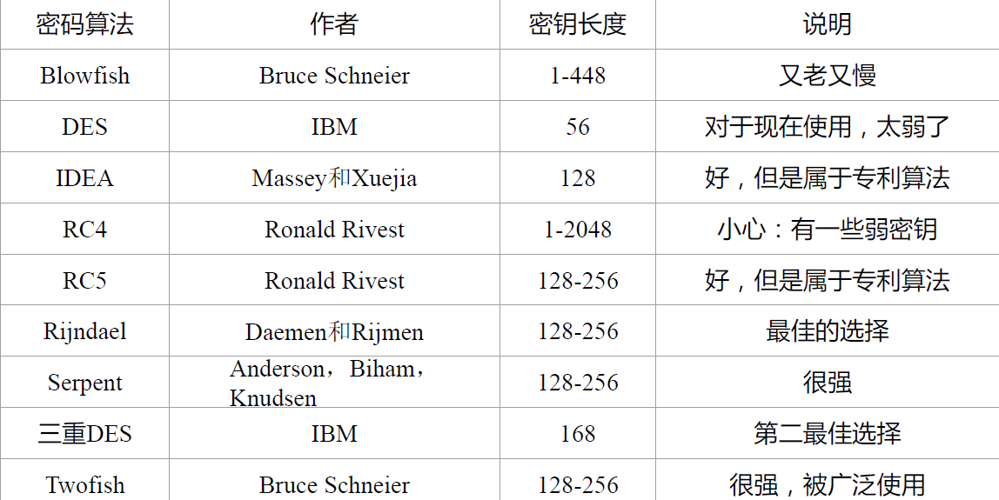 密码算法 作者 密钥长度 说明
Blowfish Bruce Schneier 1-448 又老又慢
DES IBM 56 对于现在使用，太弱了
IDEA Massey和Xuejia 128 好，但是属于专利算法
RC4 Ronald Rivest 1-2048 小心：有一些弱密钥
RC5 Ronald Rivest 128-256 好，但是属于专利算法
Rijndael Daemen和Rijmen 128-256 最佳的选择
Serpent Anderson，Biham，
Knudsen 128-256 很强
三重DES IBM 168 第二最佳选择
Twofish Bruce Schneier 128-256 很强，被广泛使用